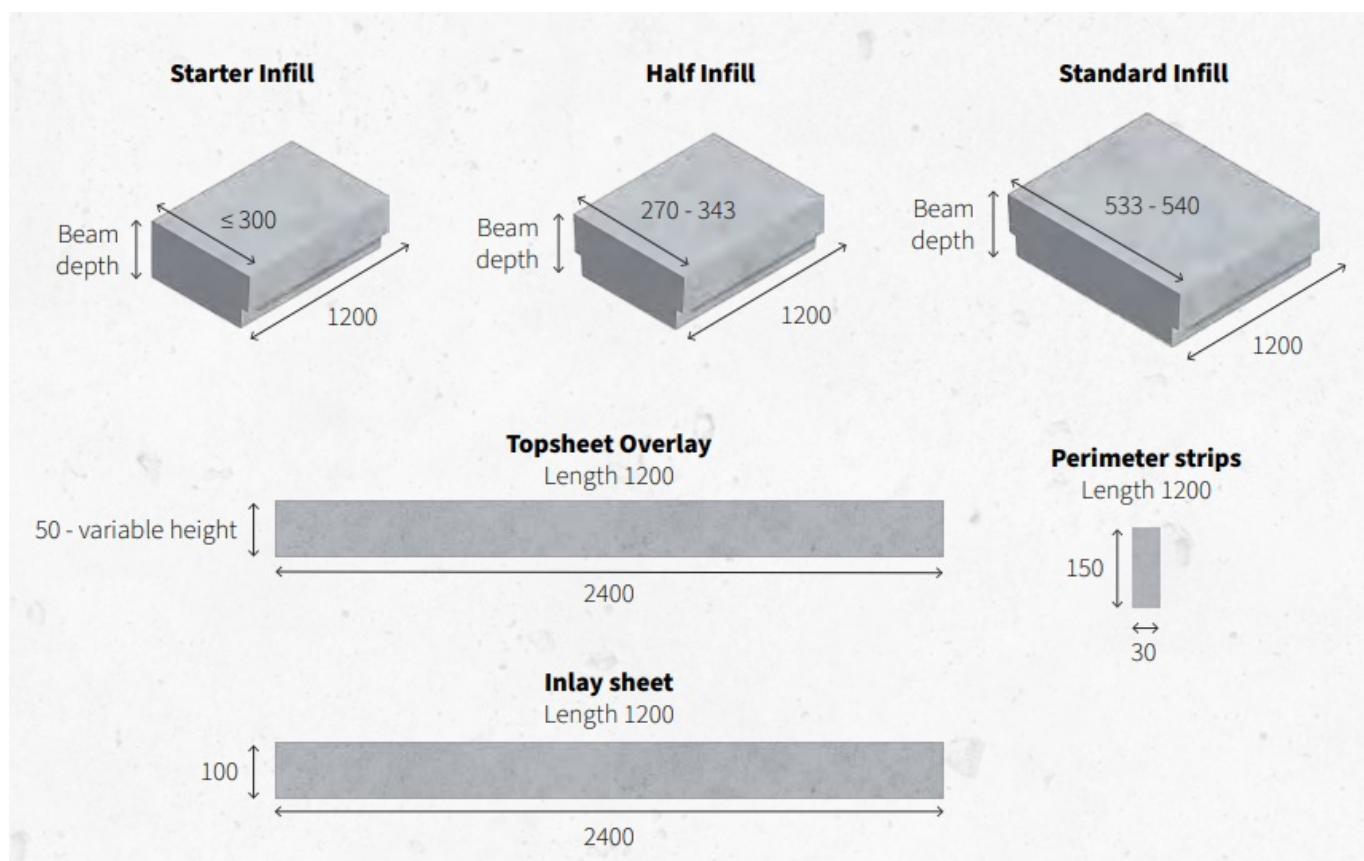 Starter Infill
Half Infill
Standard Infill
Beam
depth
≤ 300
1200
Beam
depth
270 - 343
1200
Beam
depth
533 - 540
1200
Topsheet Overlay
Length 1200
50 - variable height
2400
Perimeter strips
Length 1200
150
30
Inlay sheet
Length 1200
100
2400